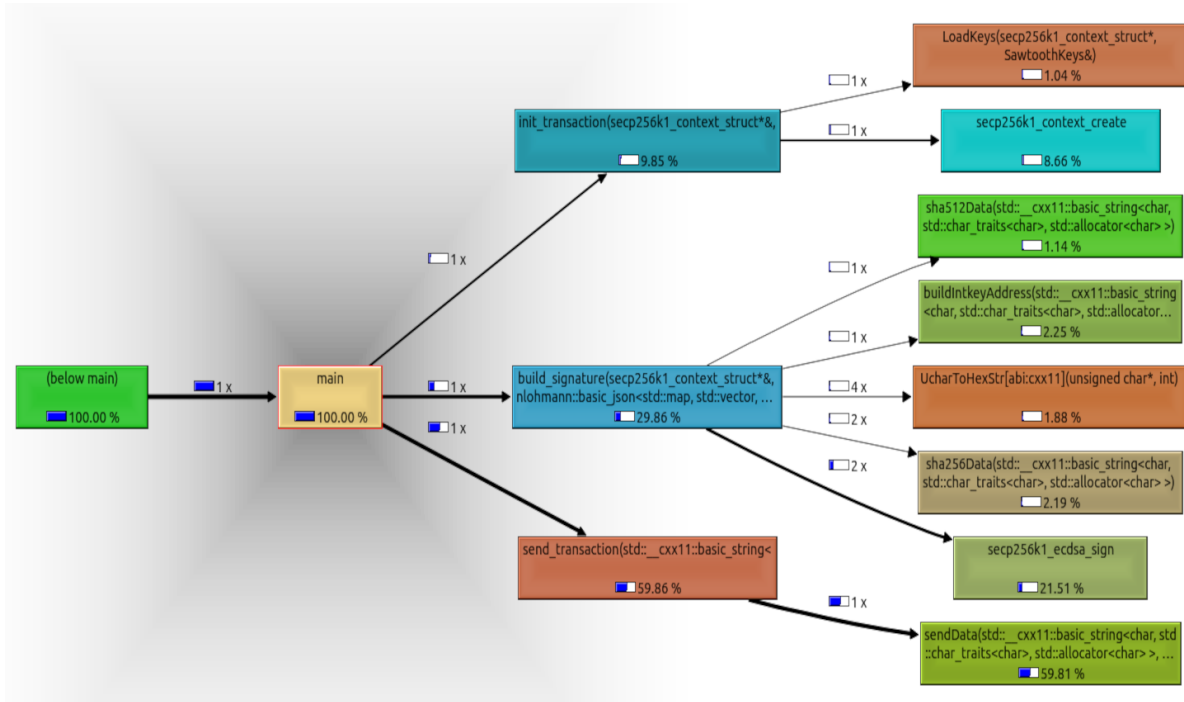 LoadKeys(secp256k1_context_struct*,
SawtoothKeys&)
1.04 %
1 x
init_transaction(secp256k1_context_struct*&,
9.85 %
1 x
secp256k1_context_create
8.66 %
sha512Data(std::__cxx11::basic_string<char,
std::char_traits<char>, std::allocator<char> >)
1.14 %
1 x
1 x
buildIntkeyAddress(std::__cxx11::basic_string
<char, std::char_traits<char>, std::allocator...
2.25 %
1 x
(below main)
100.00 %
1 x
main
100.00 %
1 x
build_signature(secp256k1_context_struct*&,
nlohmann::basic_json<std::map, std::vector, ...
29.86 %
4 x
UcharToHexStr[abi:cxx11](unsigned char*, int)
1.88 %
1 x
2 x
sha256Data(std::__cxx11::basic_string<char,
std::char_traits<char>, std::allocator<char> >)
2.19 %
2 x
secp256k1_ecdsa_sign
21.51 %
send_transaction(std::__cxx11::basic_string<
59.86 %
1 x
sendData(std::__cxx11::basic_string<char, std
::char_traits<char>, std::allocator<char> >, ...
59.81 %